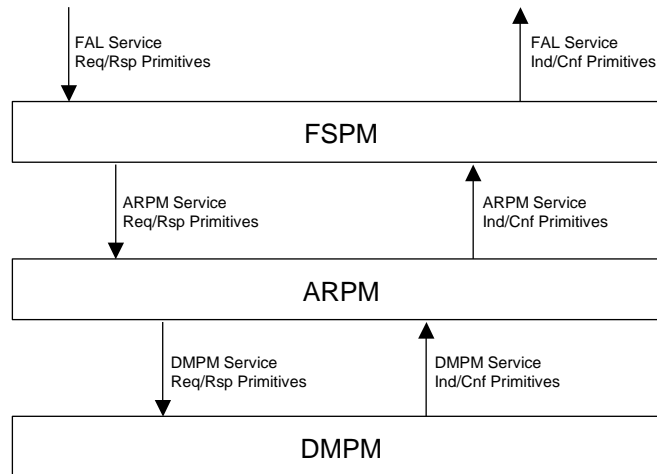 FAL Service
Req/Rsp Primitives
FAL Service
Ind/Cnf Primitives
FSPM
ARPM Service
Req/Rsp Primitives
ARPM Service
Ind/Cnf Primitives
ARPM
DMPM Service
Req/Rsp Primitives
DMPM Service
Ind/Cnf Primitives
DMPM